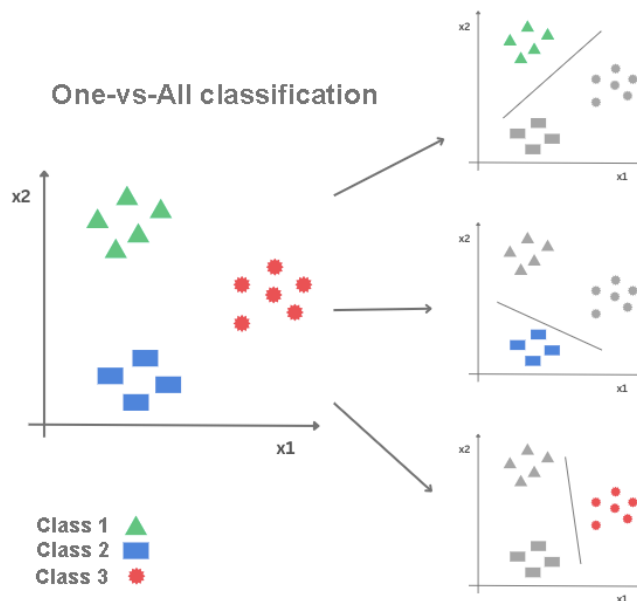 One-vs-All classification
x2
x1
Class 1
Class 2
Class 3
x2
x1
x2
x1
x2
x1